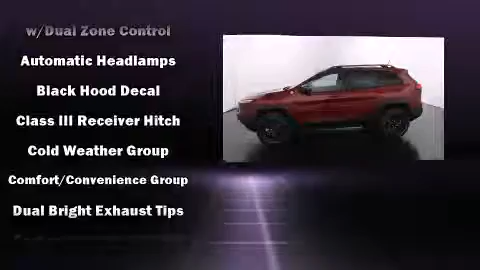 w/Dual Zone Control
Automatic Headlamps
Black Hood Decal
Class III Receiver Hitch
Cold Weather Group
Comfort/Convenience Group
Dual Bright Exhaust Tips